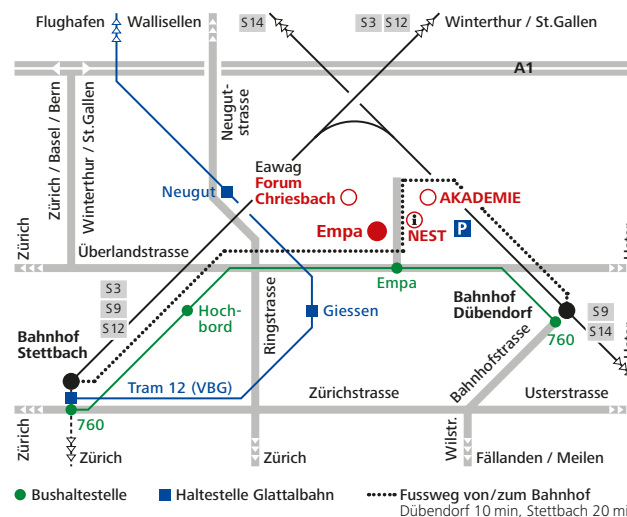 Flughafen
Wallisellen
S14
S3
S12
Winterthur / St.Gallen
A1
Zürich / Basel / Bern
Winterthur / St.Gallen
Neugut-
strasse
Eawag
Forum
Chriesbach
Neugut
AKADEMIE
Empa
NEST
i
P
Zürich
Überlandstrasse
Uster
Empa
S3
S9
S12
Hoch-
bord
Ringstrasse
Giessen
Bahnhof
Dübendorf
S9
S14
760
Uster
Bahnhof
Stettbach
Bahnhofstrasse
Tram 12 (VBG)
Zürichstrasse
Usterstrasse
760
Zürich
Zürich
Zürich
Wilstr.
Fällanden / Meilen
Bushaltestelle
Haltestelle Glattalbahn
Fussweg von/zum Bahnhof
Dübendorf 10 min, Stettbach 20 mi